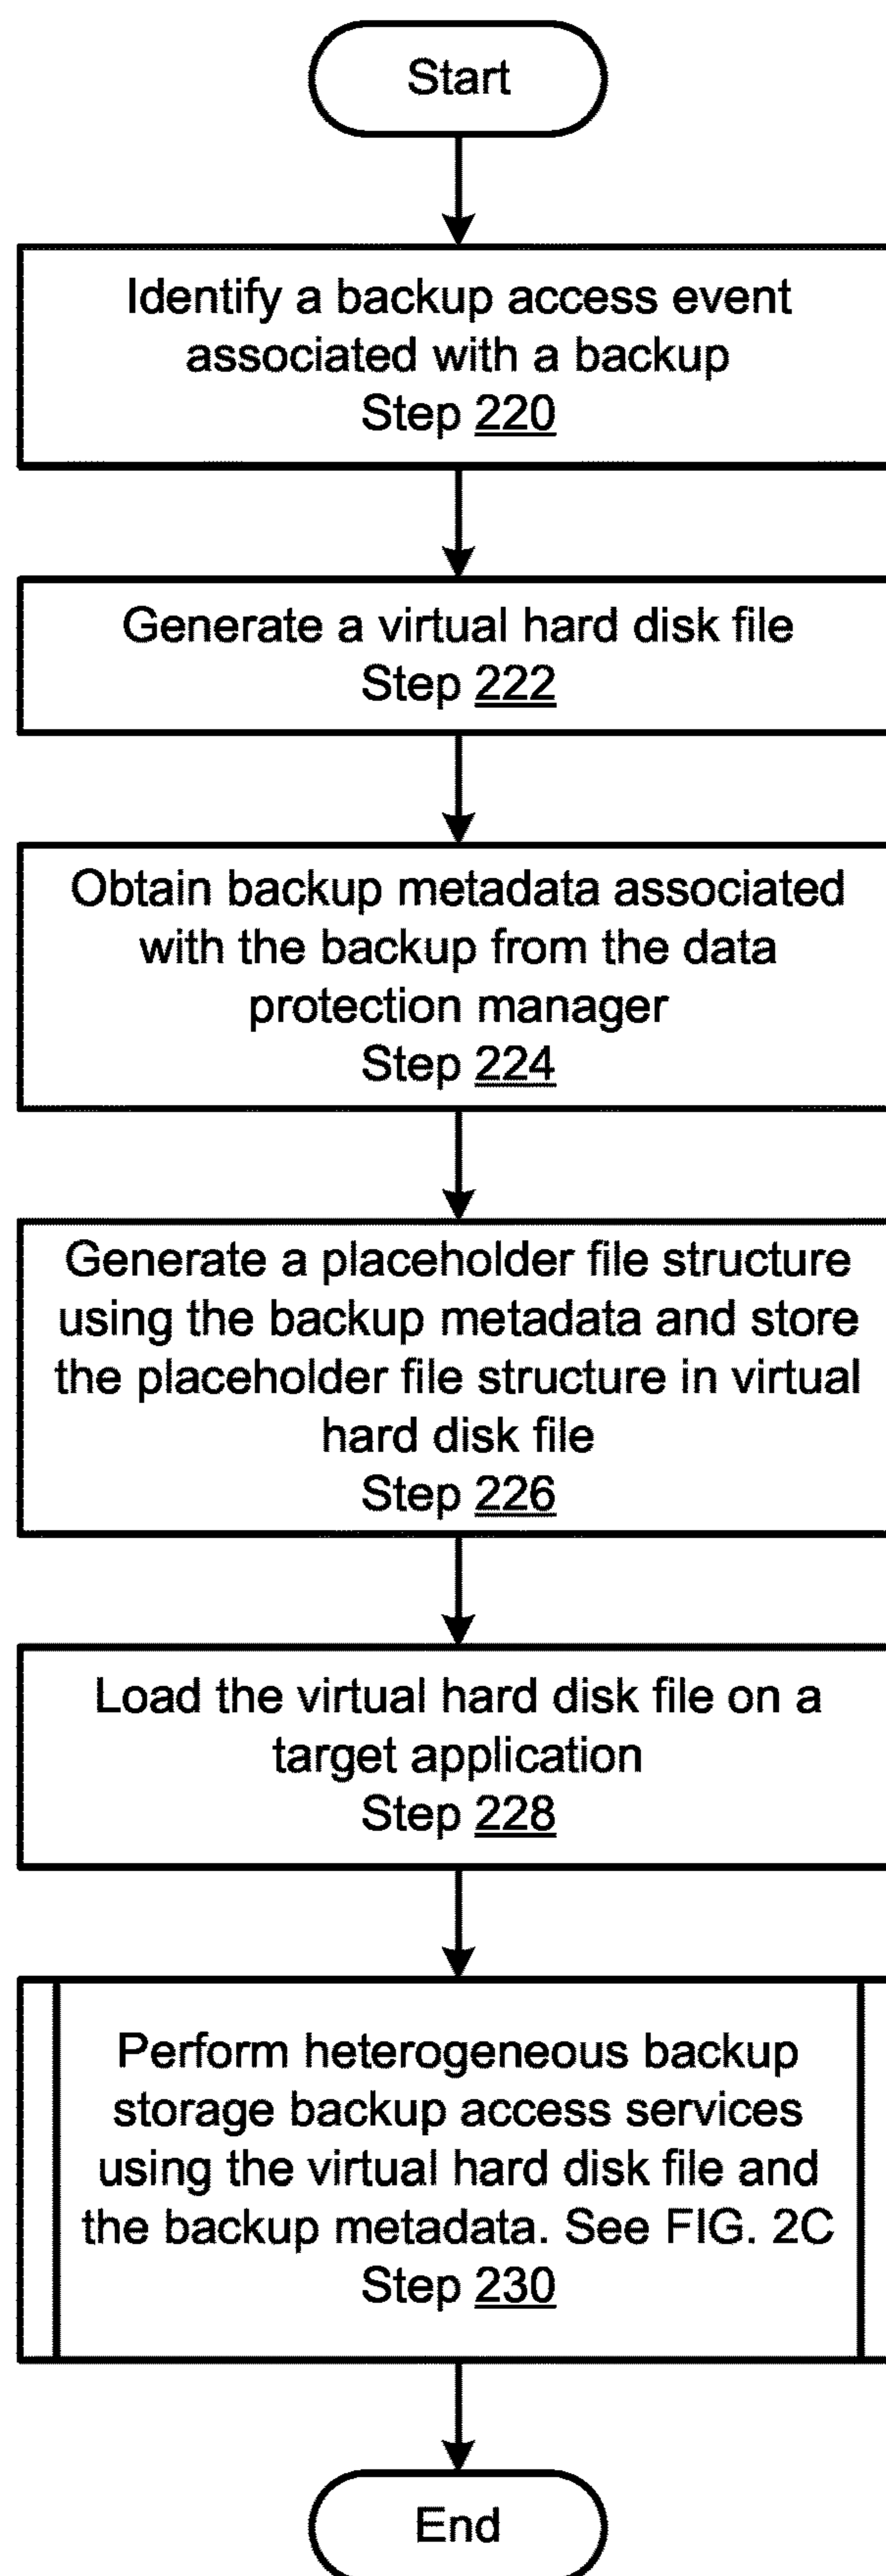 Start
Identify a backup access event
associated with a backup
Step 220
Generate a virtual hard disk file
Step 222
Obtain backup metadata associated
with the backup from the data
protection manager
Step 224
Generate a placeholder file structure
using the backup metadata and store
the placeholder file structure in virtual
hard disk file
Step 226
Load the virtual hard disk file on a
target application
Step 228
Perform heterogeneous backup
storage backup access services
using the virtual hard disk file and
the backup metadata. See FIG. 2C
Step 230
End